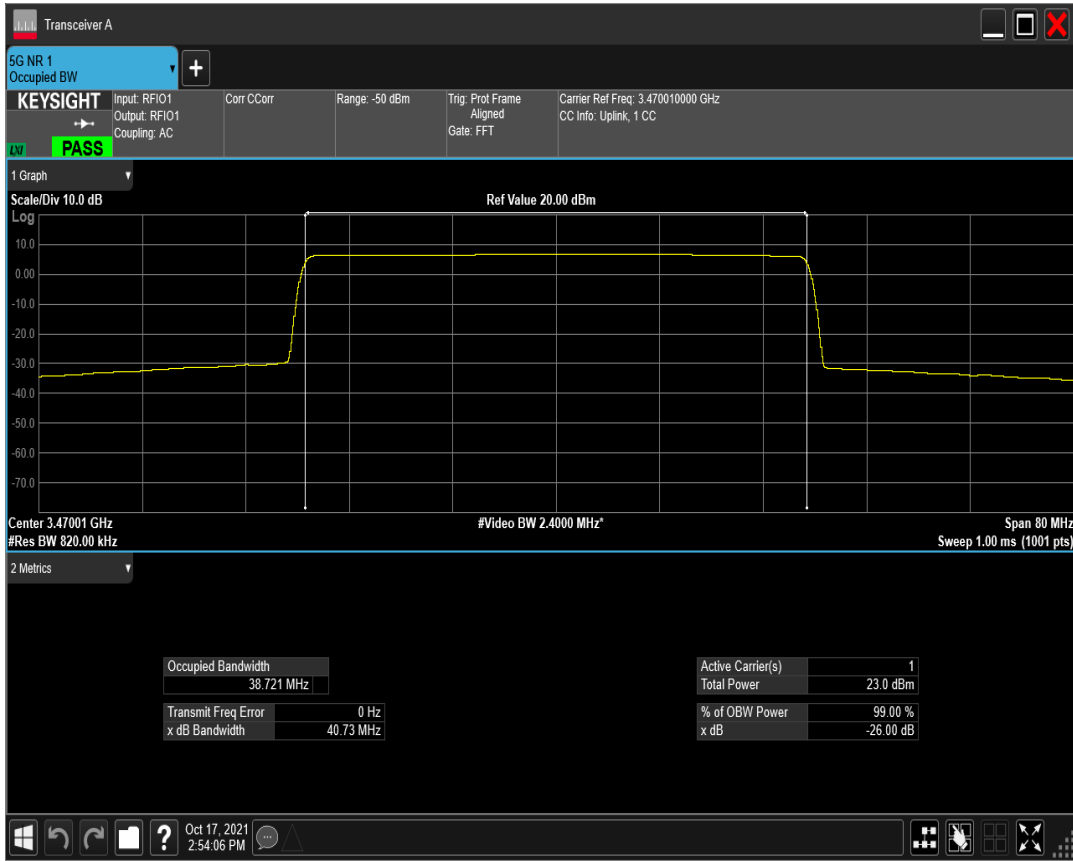 Transceiver A
5G NR 1
Occupied BW
KEYSIGHT
Input: RFIO1
Output: RFIO1
Coupling: AC
LXI
PASS
Corr CCorr
Range: -50 dBm
Trig: Prot Frame
Aligned
Gate: FFT
Carrier Ref Freq: 3.470010000 GHz
CC Info: Uplink, 1 CC
1 Graph
Scale/Div 10.0 dB
Ref Value 20.00 dBm
Log
10.0
0.00
-10.0
-20.0
-30.0
-40.0
-50.0
-60.0
-70.0
Center 3.47001 GHz
#Video BW 2.4000 MHz*
Span 80 MHz
#Res BW 820.00 kHz
Sweep 1.00 ms (1001 pts)
2 Metrics
Occupied Bandwidth
38.721 MHz
Transmit Freq Error 0 Hz
x dB Bandwidth 40.73 MHz
Active Carrier(s) 1
Total Power 23.0 dBm
% of OBW Power 99.00 %
x dB -26.00 dB
Oct 17, 2021
2:54:06 PM